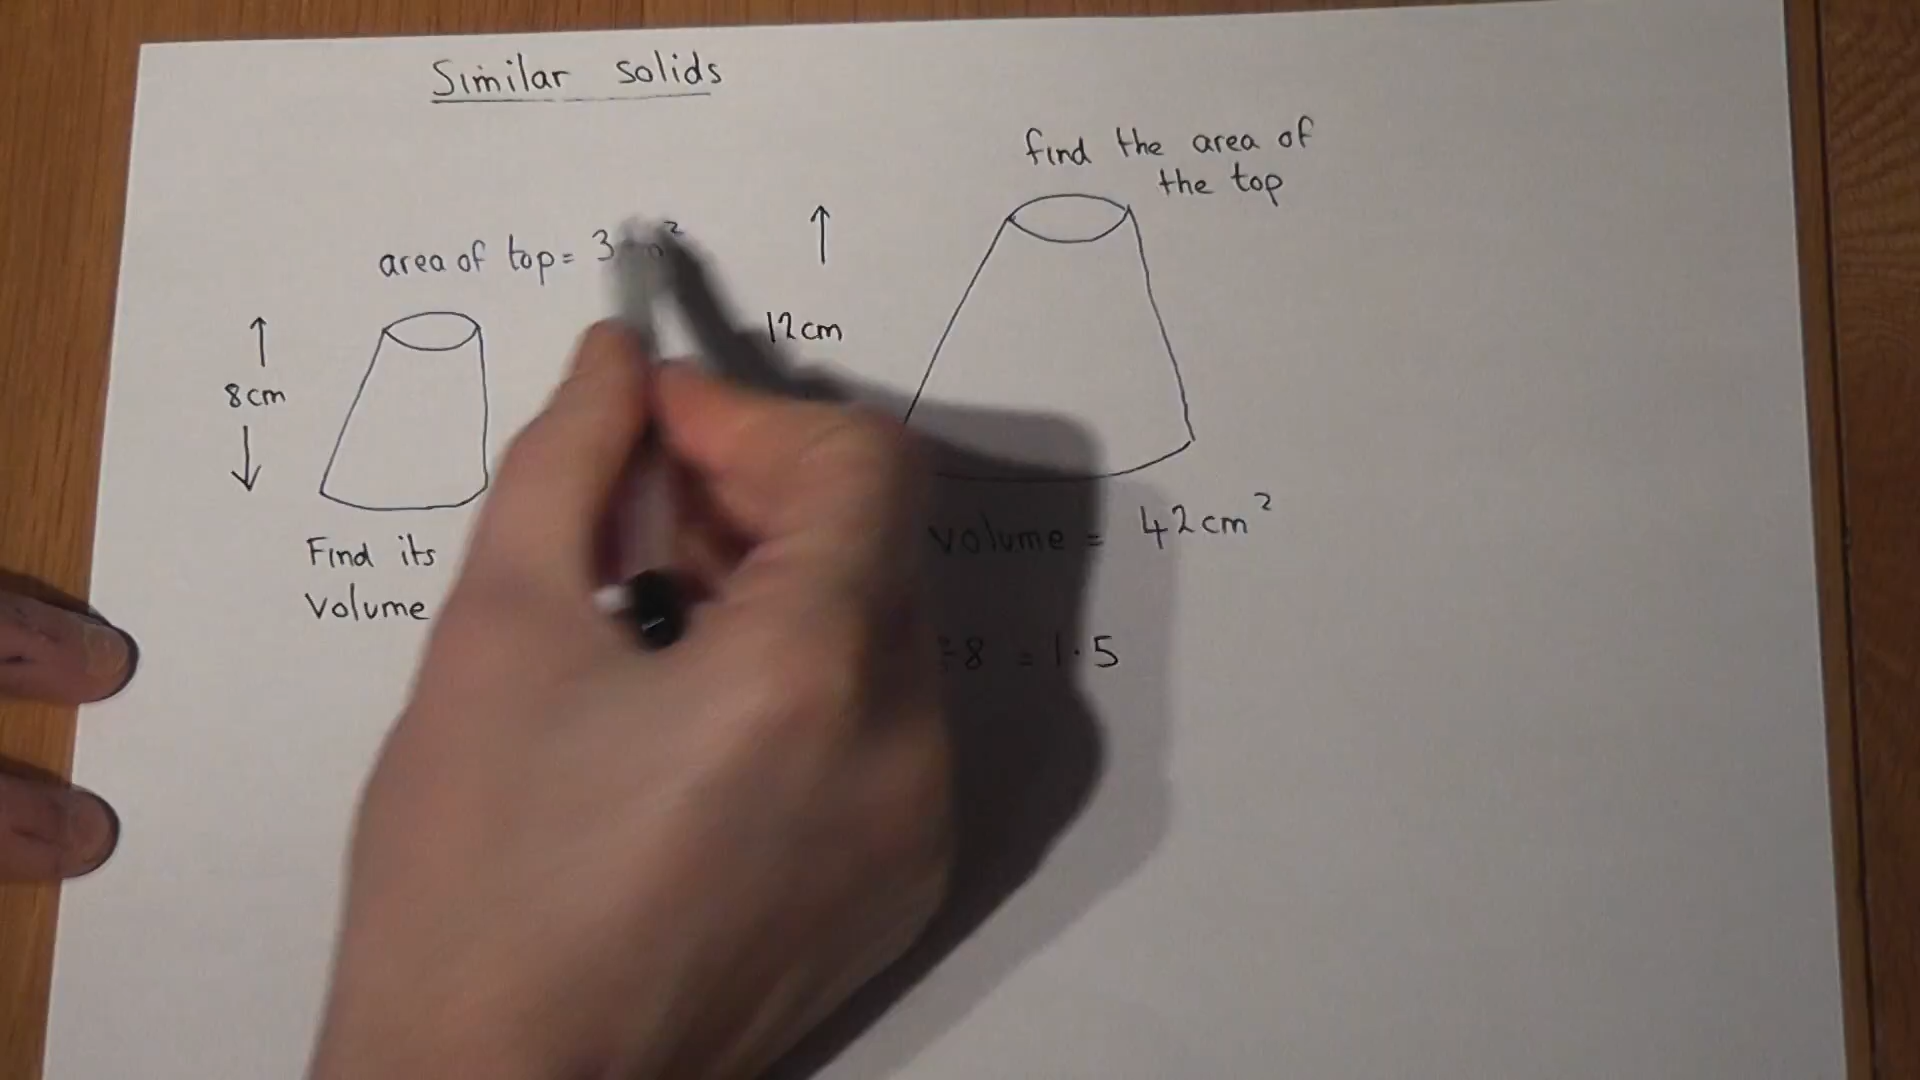 Similar solids
find the area of
the top
area of top = 3 cm²
12cm
8cm
Find its
Volume
volume = 42cm²
÷8 = 1.5